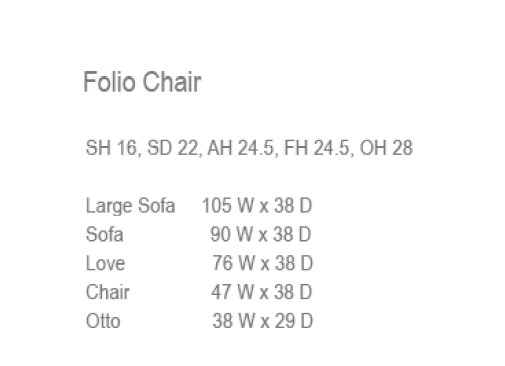 Folio Chair
SH 16, SD 22, AH 24.5, FH 24.5, OH 28
Large Sofa 105 W x 38 D
Sofa 90 W x 38 D
Love 76 W x 38 D
Chair 47 W x 38 D
Otto 38 W x 29 D